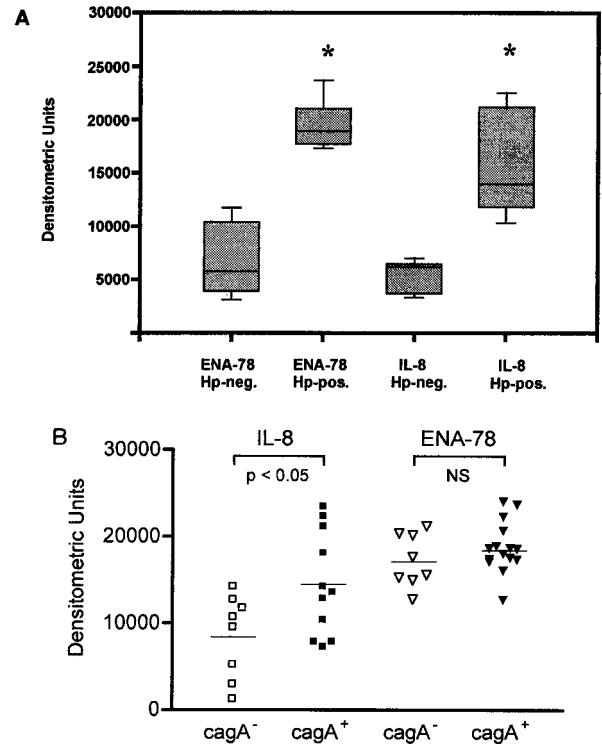 A
30000
25000
20000
15000
10000
5000
Densitometric Units
* *
ENA-78 ENA-78 IL-8 IL-8
Hp-neg. Hp-pos. Hp-neg. Hp-pos.
B
IL-8 ENA-78
p < 0.05 NS
30000
20000
10000
0
Densitometric Units
cagA⁻ cagA⁺ cagA⁻ cagA⁺